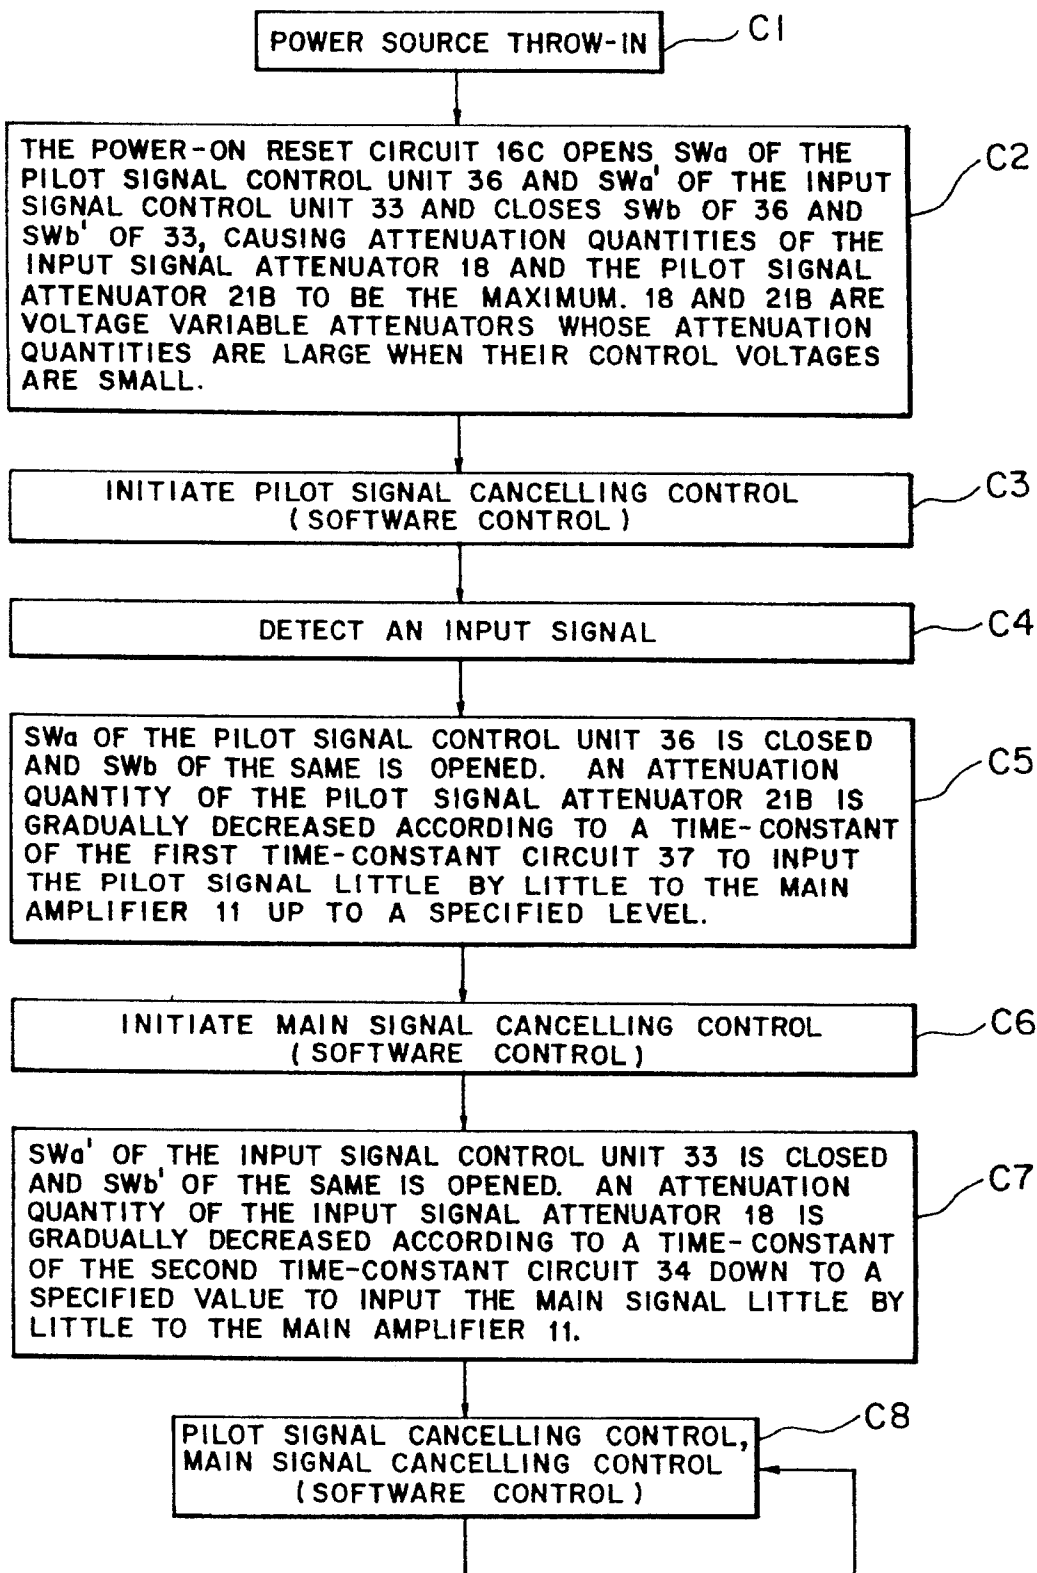 POWER SOURCE THROW-IN
C1
THE POWER-ON RESET CIRCUIT 16C OPENS SWa OF THE
PILOT SIGNAL CONTROL UNIT 36 AND SWa' OF THE INPUT
SIGNAL CONTROL UNIT 33 AND CLOSES SWb OF 36 AND
SWb' OF 33, CAUSING ATTENUATION QUANTITIES OF THE
INPUT SIGNAL ATTENUATOR 18 AND THE PILOT SIGNAL
ATTENUATOR 21B TO BE THE MAXIMUM. 18 AND 21B ARE
VOLTAGE VARIABLE ATTENUATORS WHOSE ATTENUATION
QUANTITIES ARE LARGE WHEN THEIR CONTROL VOLTAGES
ARE SMALL.
C2
INITIATE PILOT SIGNAL CANCELLING CONTROL
(SOFTWARE CONTROL)
C3
DETECT AN INPUT SIGNAL
C4
SWa OF THE PILOT SIGNAL CONTROL UNIT 36 IS CLOSED
AND SWb OF THE SAME IS OPENED. AN ATTENUATION
QUANTITY OF THE PILOT SIGNAL ATTENUATOR 21B IS
GRADUALLY DECREASED ACCORDING TO A TIME-CONSTANT
OF THE FIRST TIME-CONSTANT CIRCUIT 37 TO INPUT
THE PILOT SIGNAL LITTLE BY LITTLE TO THE MAIN
AMPLIFIER 11 UP TO A SPECIFIED LEVEL.
C5
INITIATE MAIN SIGNAL CANCELLING CONTROL
(SOFTWARE CONTROL)
C6
SWa' OF THE INPUT SIGNAL CONTROL UNIT 33 IS CLOSED
AND SWb' OF THE SAME IS OPENED. AN ATTENUATION
QUANTITY OF THE INPUT SIGNAL ATTENUATOR 18 IS
GRADUALLY DECREASED ACCORDING TO A TIME-CONSTANT
OF THE SECOND TIME-CONSTANT CIRCUIT 34 DOWN TO A
SPECIFIED VALUE TO INPUT THE MAIN SIGNAL LITTLE BY
LITTLE TO THE MAIN AMPLIFIER 11.
C7
PILOT SIGNAL CANCELLING CONTROL,
MAIN SIGNAL CANCELLING CONTROL
(SOFTWARE CONTROL)
C8